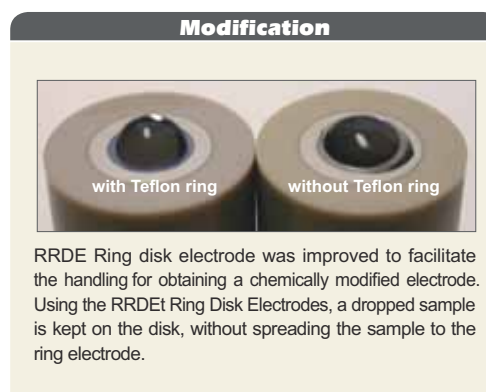 Modification
with Teflon ring without Teflon ring
RRDE Ring disk electrode was improved to facilitate
the handling for obtaining a chemically modified electrode.
Using the RRDEt Ring Disk Electrodes, a dropped sample
is kept on the disk, without spreading the sample to the
ring electrode.